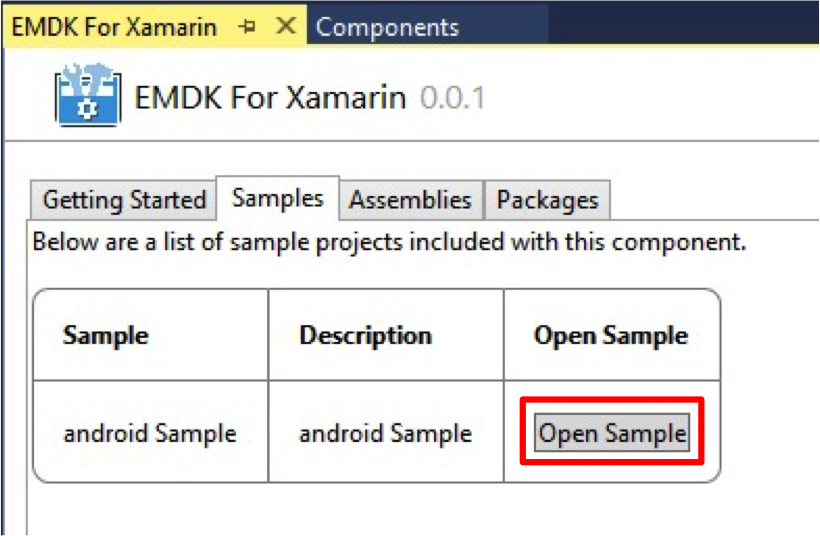 EMDK For Xamarin Components
EMDK For Xamarin 0.0.1
Getting Started Samples Assemblies Packages
Below are a list of sample projects included with this component.
Sample Description Open Sample
android Sample android Sample Open Sample